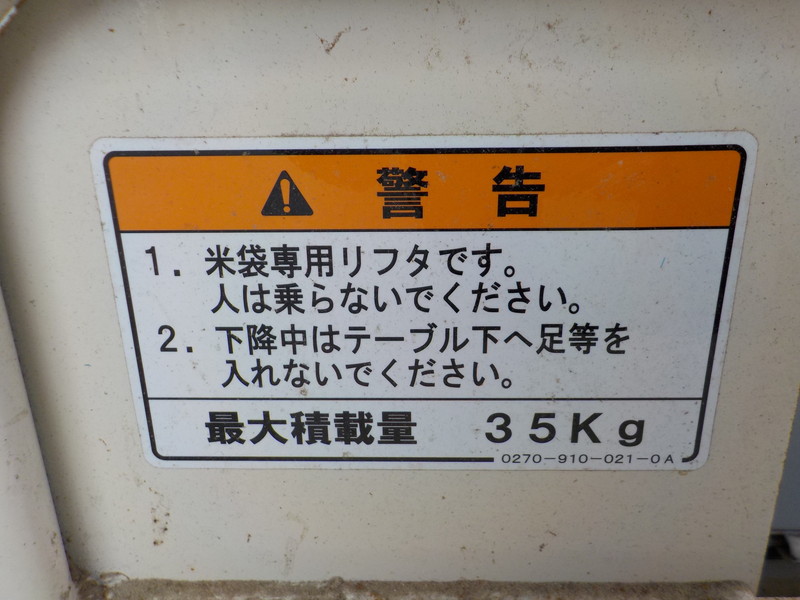 警告
1. 米袋専用リフタです。
人は乗らないでください。
2. 下降中はテーブル下へ足等を
入れないでください。
最大積載量 35Kg
0270-910-021-0A